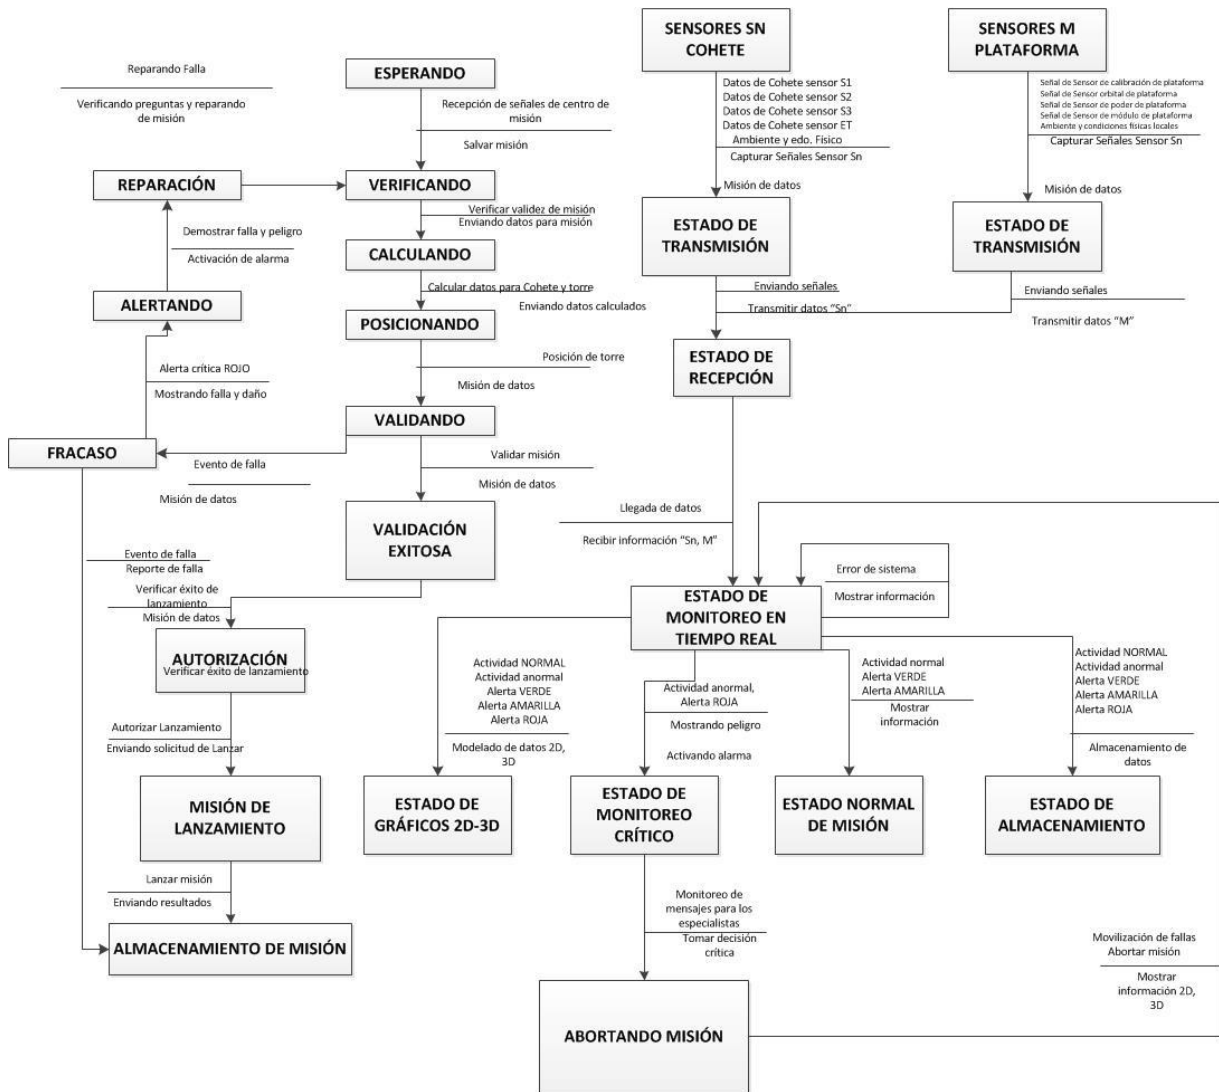 Reparando Falla
Verificando preguntas y reparando
de misión
ESPERANDO
Recepción de señales de centro de
misión
Salvar misión
REPARACIÓN
VERIFICANDO
Verificar validez de misión
Enviando datos para misión
Demostrar falla y peligro
Activación de alarma
CALCULANDO
Calcular datos para Cohete y torre
Enviando datos calculados
ALERTANDO
POSICIONANDO
Posición de torre
Misión de datos
Alerta crítica ROJO
Mostrando falla y daño
VALIDANDO
FRACASO
Evento de falla
Misión de datos
Validar misión
Misión de datos
VALIDACIÓN
EXITOSA
Evento de falla
Reporte de falla
Verificar éxito de
lanzamiento
Misión de datos
AUTORIZACIÓN
Verificar éxito de lanzamiento
Autorizar Lanzamiento
Enviando solicitud de Lanzar
MISIÓN DE
LANZAMIENTO
Lanzar misión
Enviando resultados
ALMACENAMIENTO DE MISIÓN
SENSORES SN
COHETE
Datos de Cohete sensor S1
Datos de Cohete sensor S2
Datos de Cohete sensor S3
Datos de Cohete sensor ET
Ambiente y edo. Físico
Capturar Señales Sensor Sn
Misión de datos
ESTADO DE
TRANSMISIÓN
Enviando señales
Transmitir datos “Sn”
SENSORES M
PLATAFORMA
Señal de Sensor de calibración de plataforma
Señal de Sensor orbital de plataforma
Señal de Sensor de poder de plataforma
Señal de Sensor de módulo de plataforma
Ambiente y condiciones físicas locales
Capturar Señales Sensor Sn
Misión de datos
ESTADO DE
TRANSMISIÓN
Enviando señales
Transmitir datos “M”
ESTADO DE
RECEPCIÓN
Llegada de datos
Recibir información “Sn, M”
Error de sistema
Mostrar información
ESTADO DE
MONITOREO EN
TIEMPO REAL
Actividad NORMAL
Actividad anormal
Alerta VERDE
Alerta AMARILLA
Alerta ROJA
Modelado de datos 2D,
3D
ESTADO DE
GRÁFICOS 2D-3D
Actividad anormal,
Alerta ROJA
Mostrando peligro
Activando alarma
ESTADO DE
MONITOREO
CRÍTICO
Actividad normal
Alerta VERDE
Alerta AMARILLA
Mostrar
información
ESTADO NORMAL
DE MISIÓN
Actividad NORMAL
Actividad anormal
Alerta VERDE
Alerta AMARILLA
Alerta ROJA
Almacenamiento de
datos
ESTADO DE
ALMACENAMIENTO
Monitoreo de
mensajes para los
especialistas
Tomar decisión
crítica
ABORTANDO MISIÓN
Movilización de fallas
Abortar misión
Mostrar
información 2D,
3D